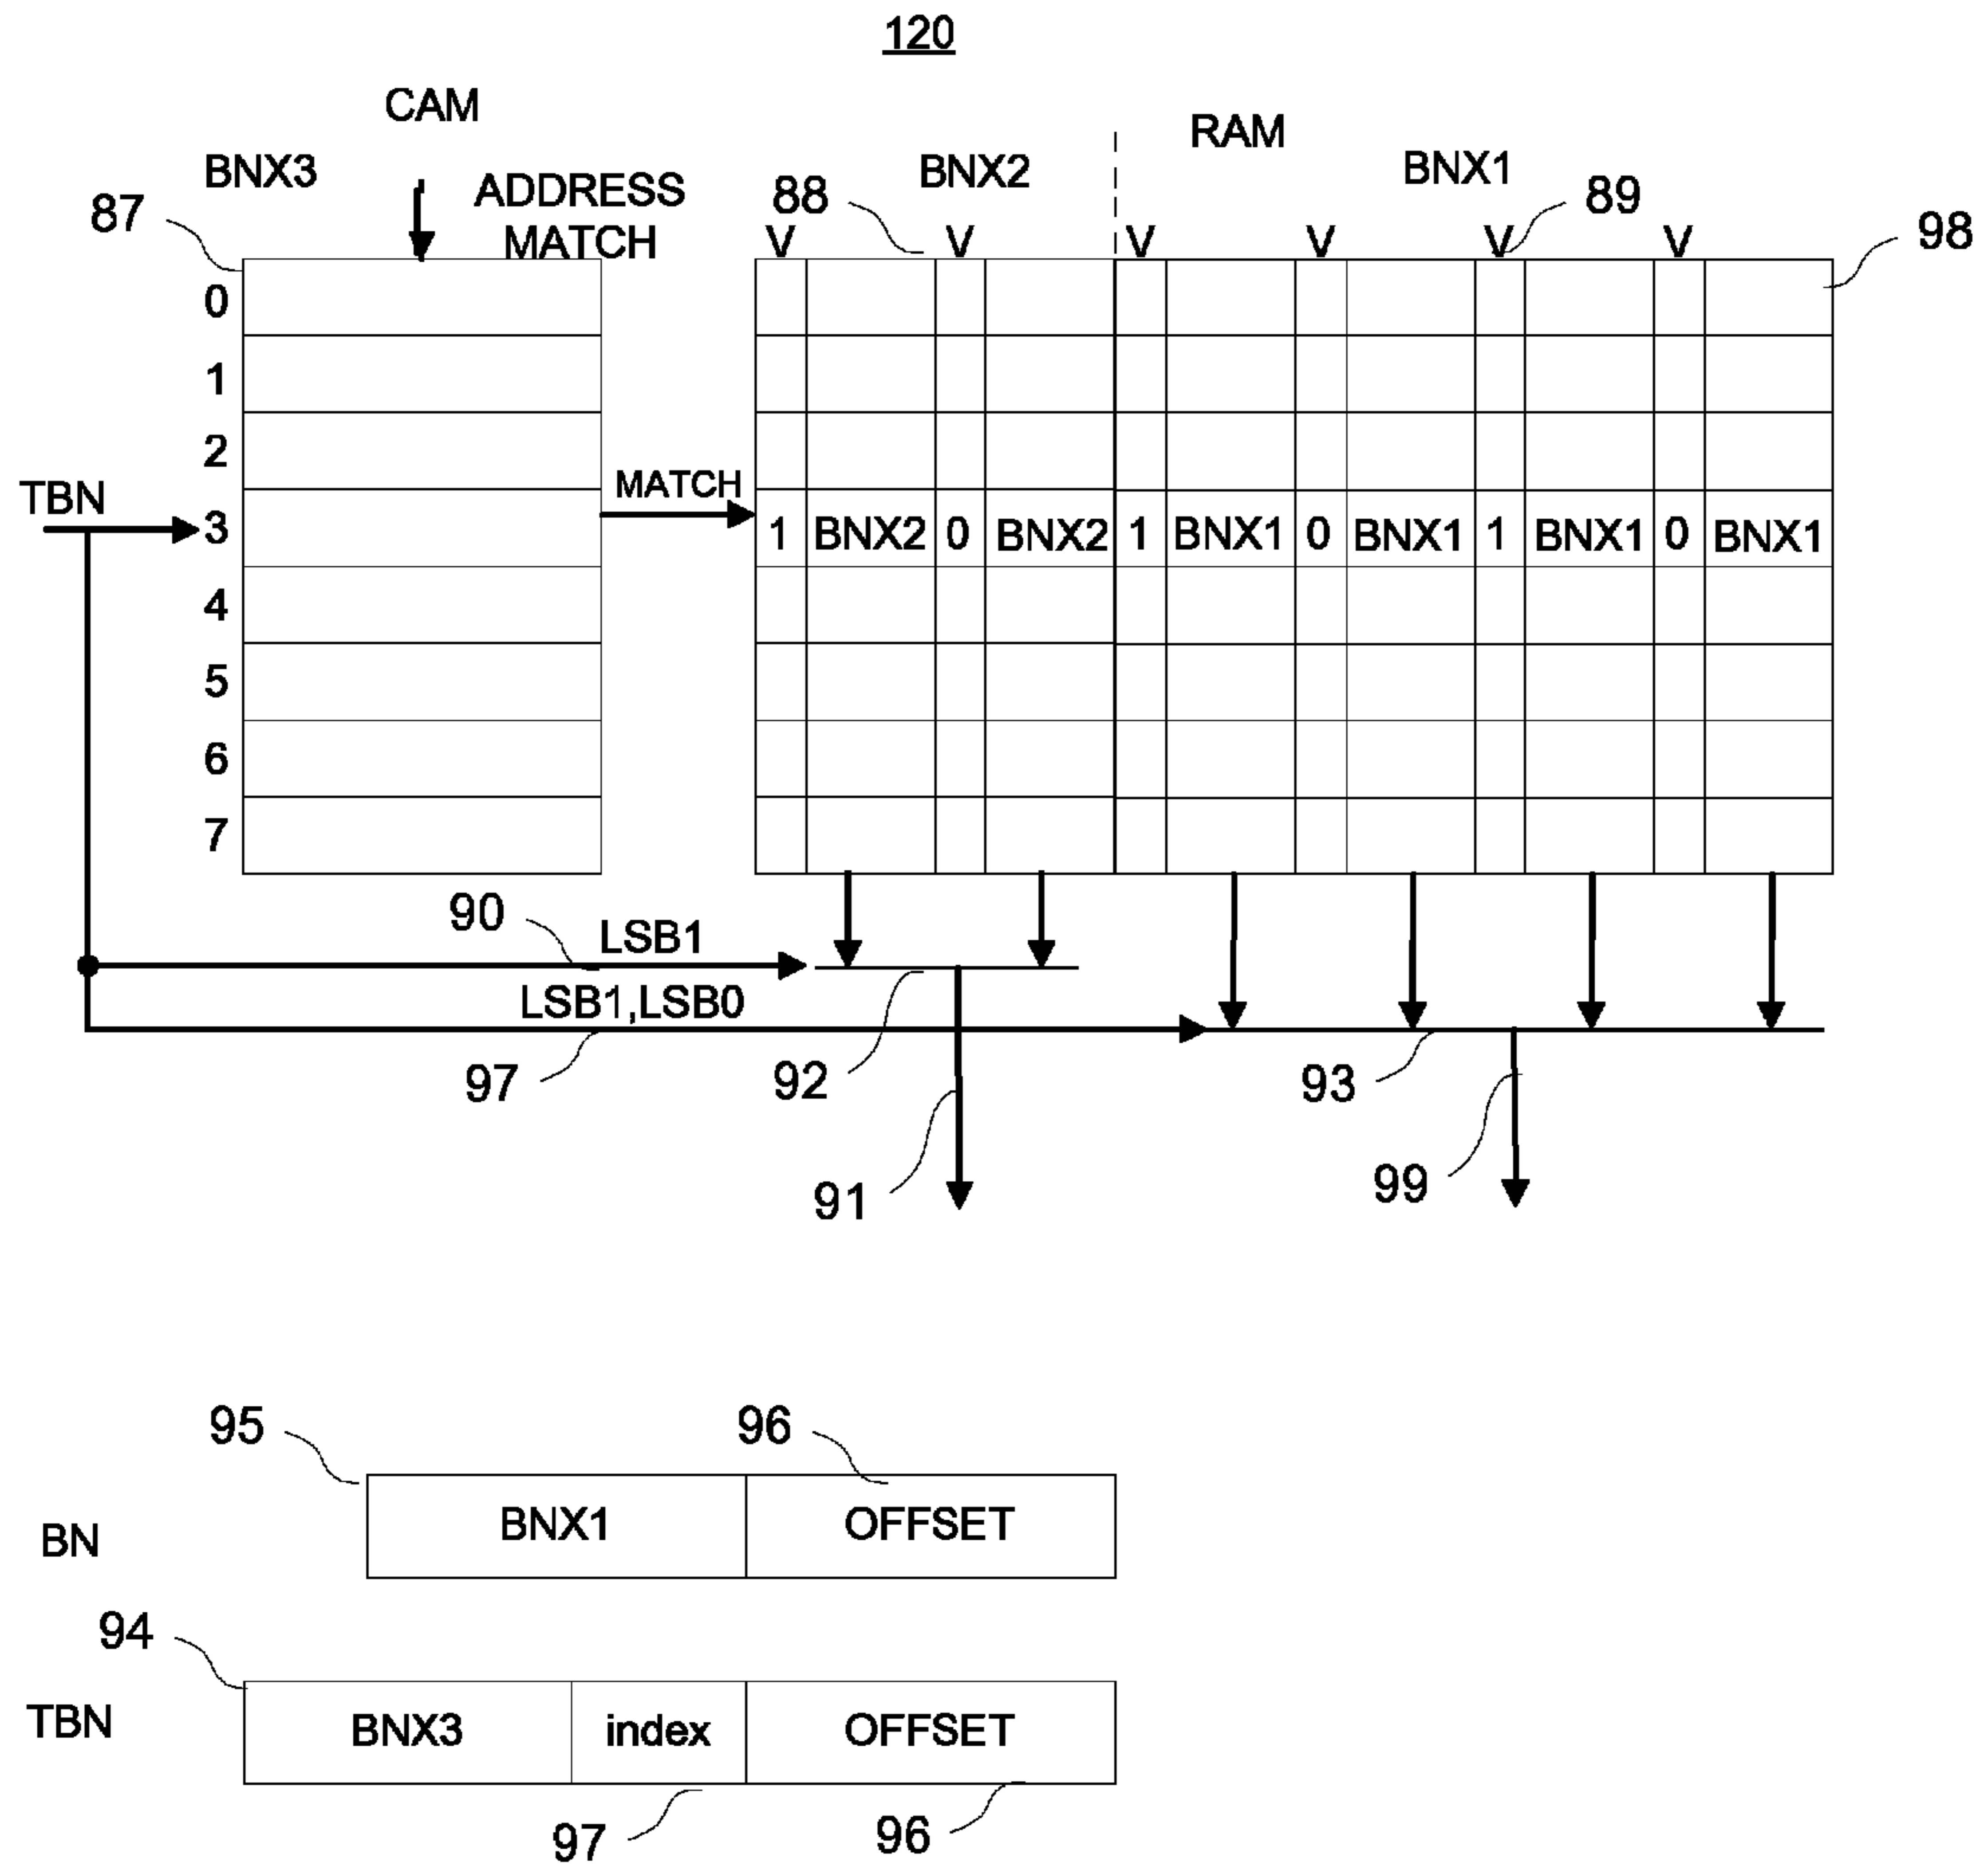 120
CAM
RAM
BNX3
ADDRESS
MATCH
BNX2
BNX1
87
88
89
98
V V V V V V
0
1
2
TBN
MATCH
3
1 BNX2 0 BNX2 1 BNX1 0 BNX1 1 BNX1 0 BNX1
4
5
6
7
90
LSB1
LSB1,LSB0
97
92
93
91
99
95
96
BN
BNX1 OFFSET
94
TBN
BNX3 index OFFSET
97
96